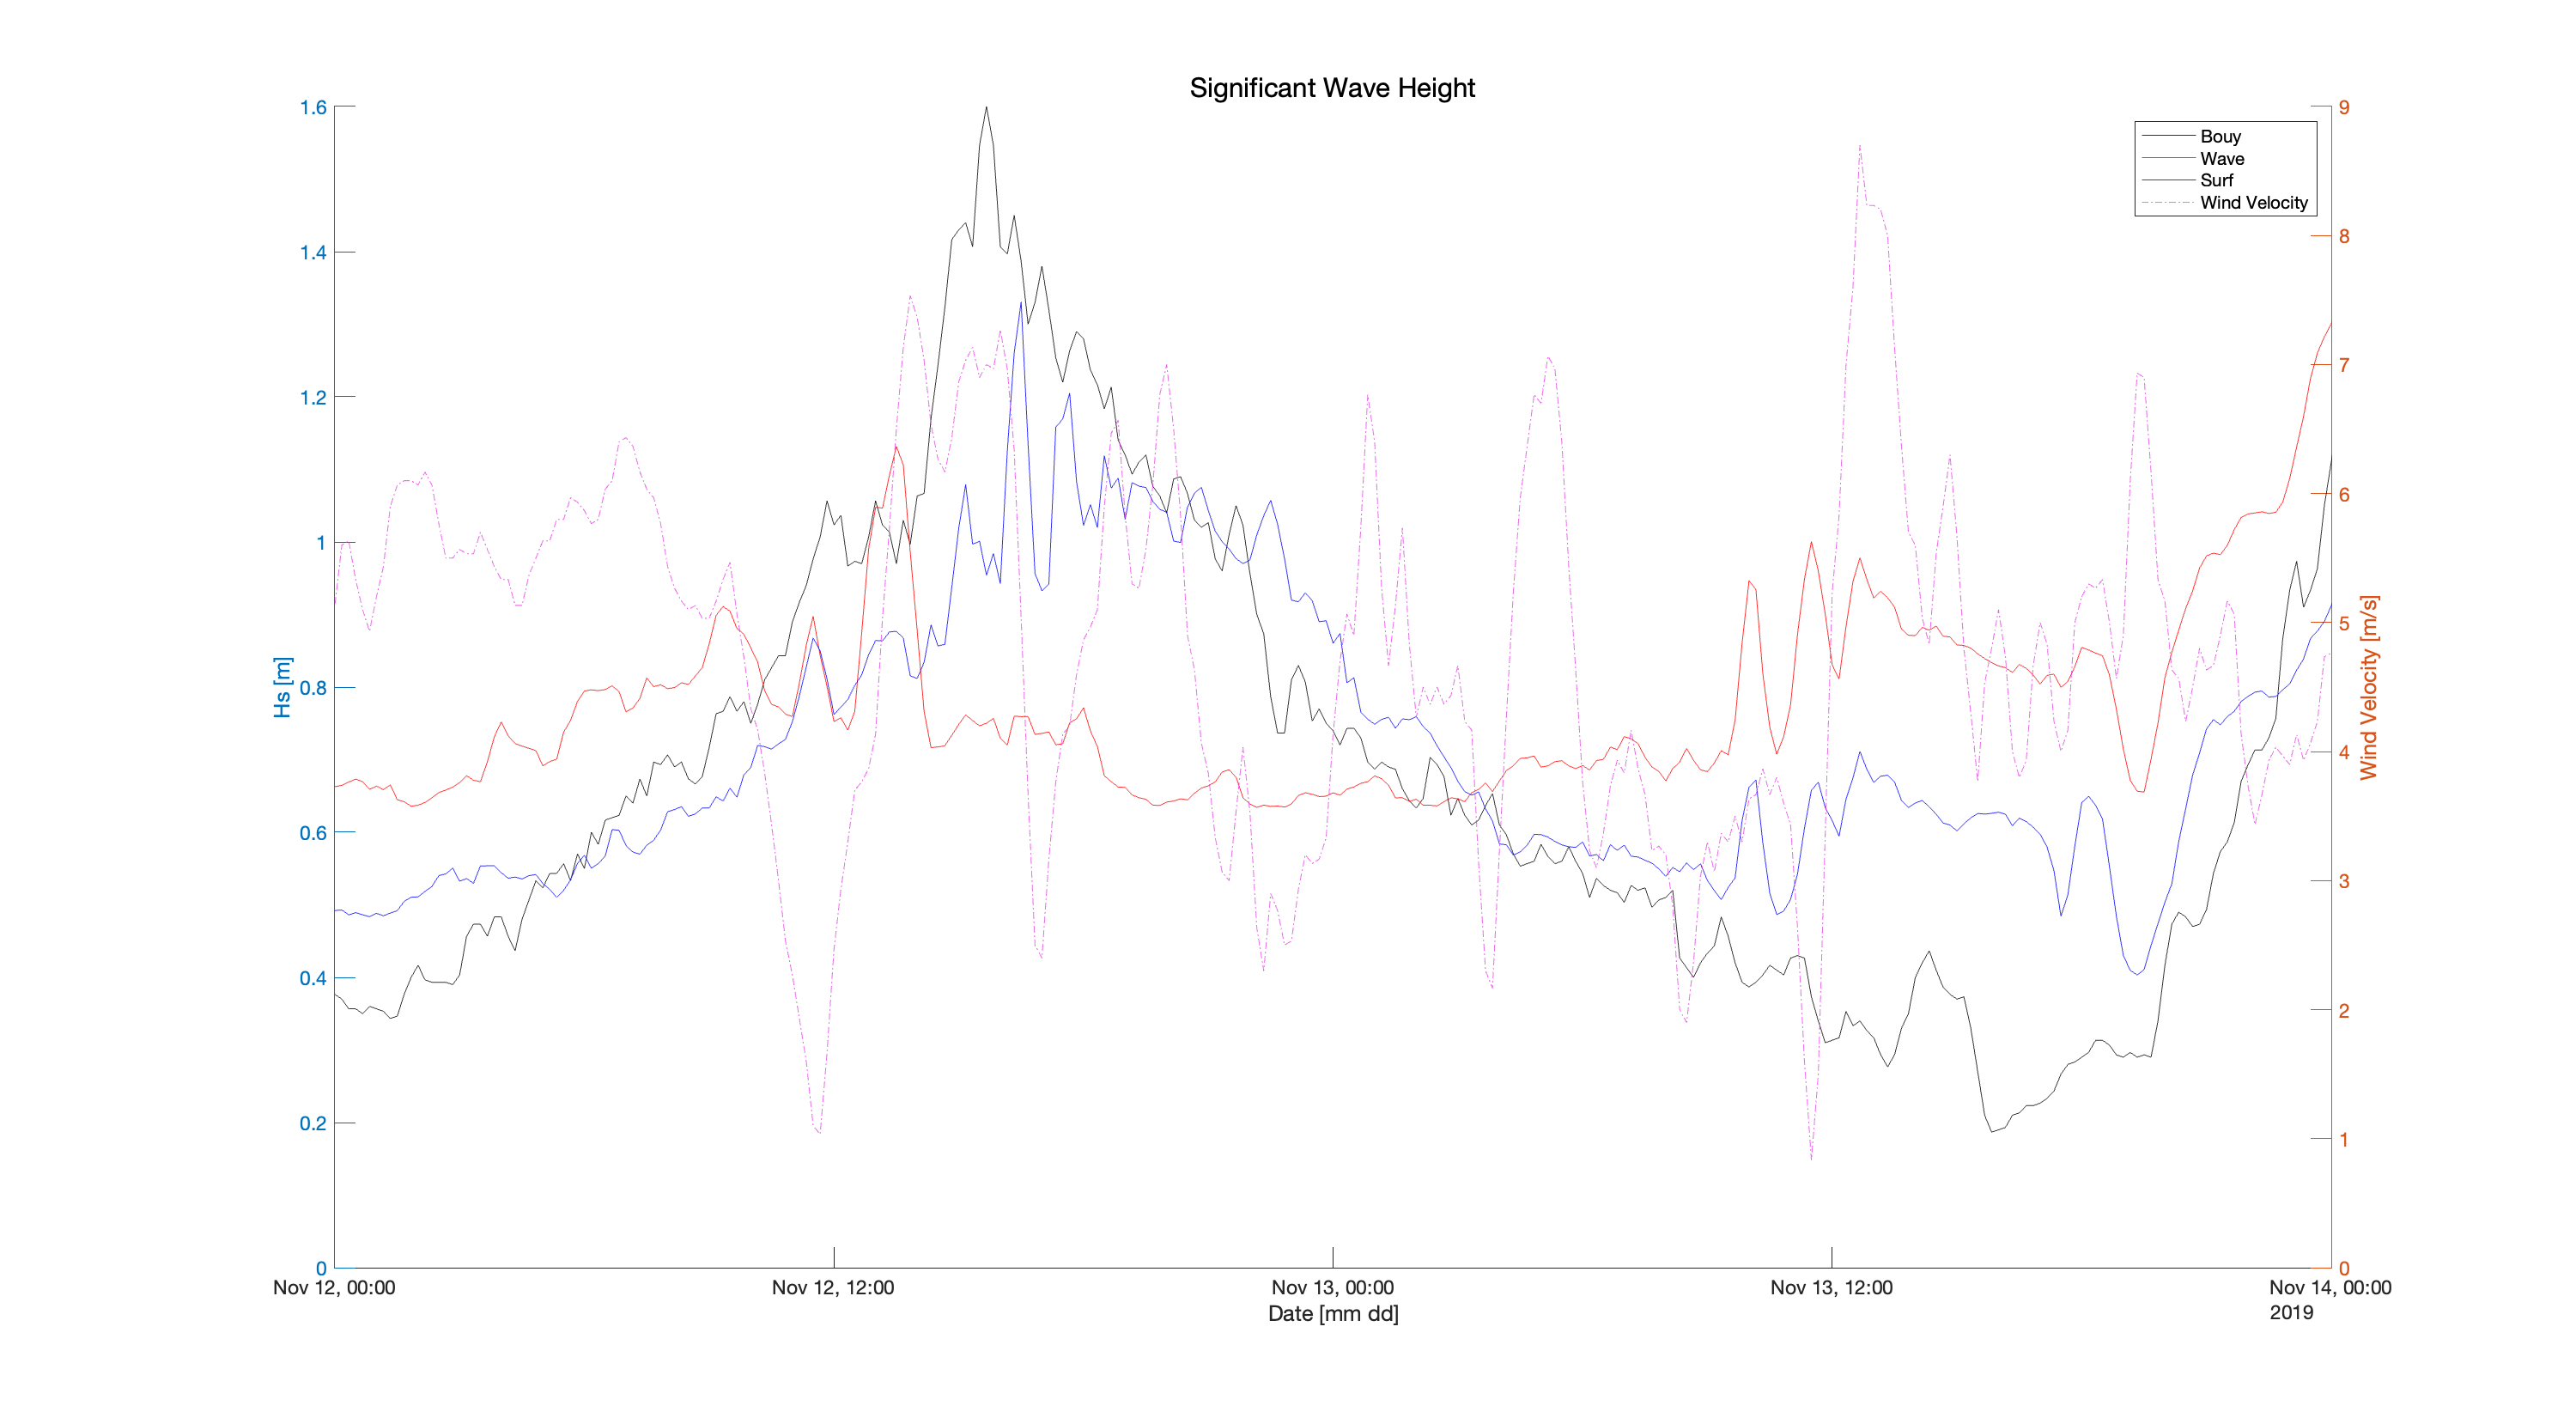 Significant Wave Height
1.6
1.4
1.2
1
0.8
0.6
0.4
0.2
0
Hs [m]
9
8
7
6
5
4
3
2
1
0
Wind Velocity [m/s]
Bouy
Wave
Surf
Wind Velocity
Nov 12, 00:00
Nov 12, 12:00
Nov 13, 00:00
Nov 13, 12:00
Nov 14, 00:00
Date [mm dd]
2019